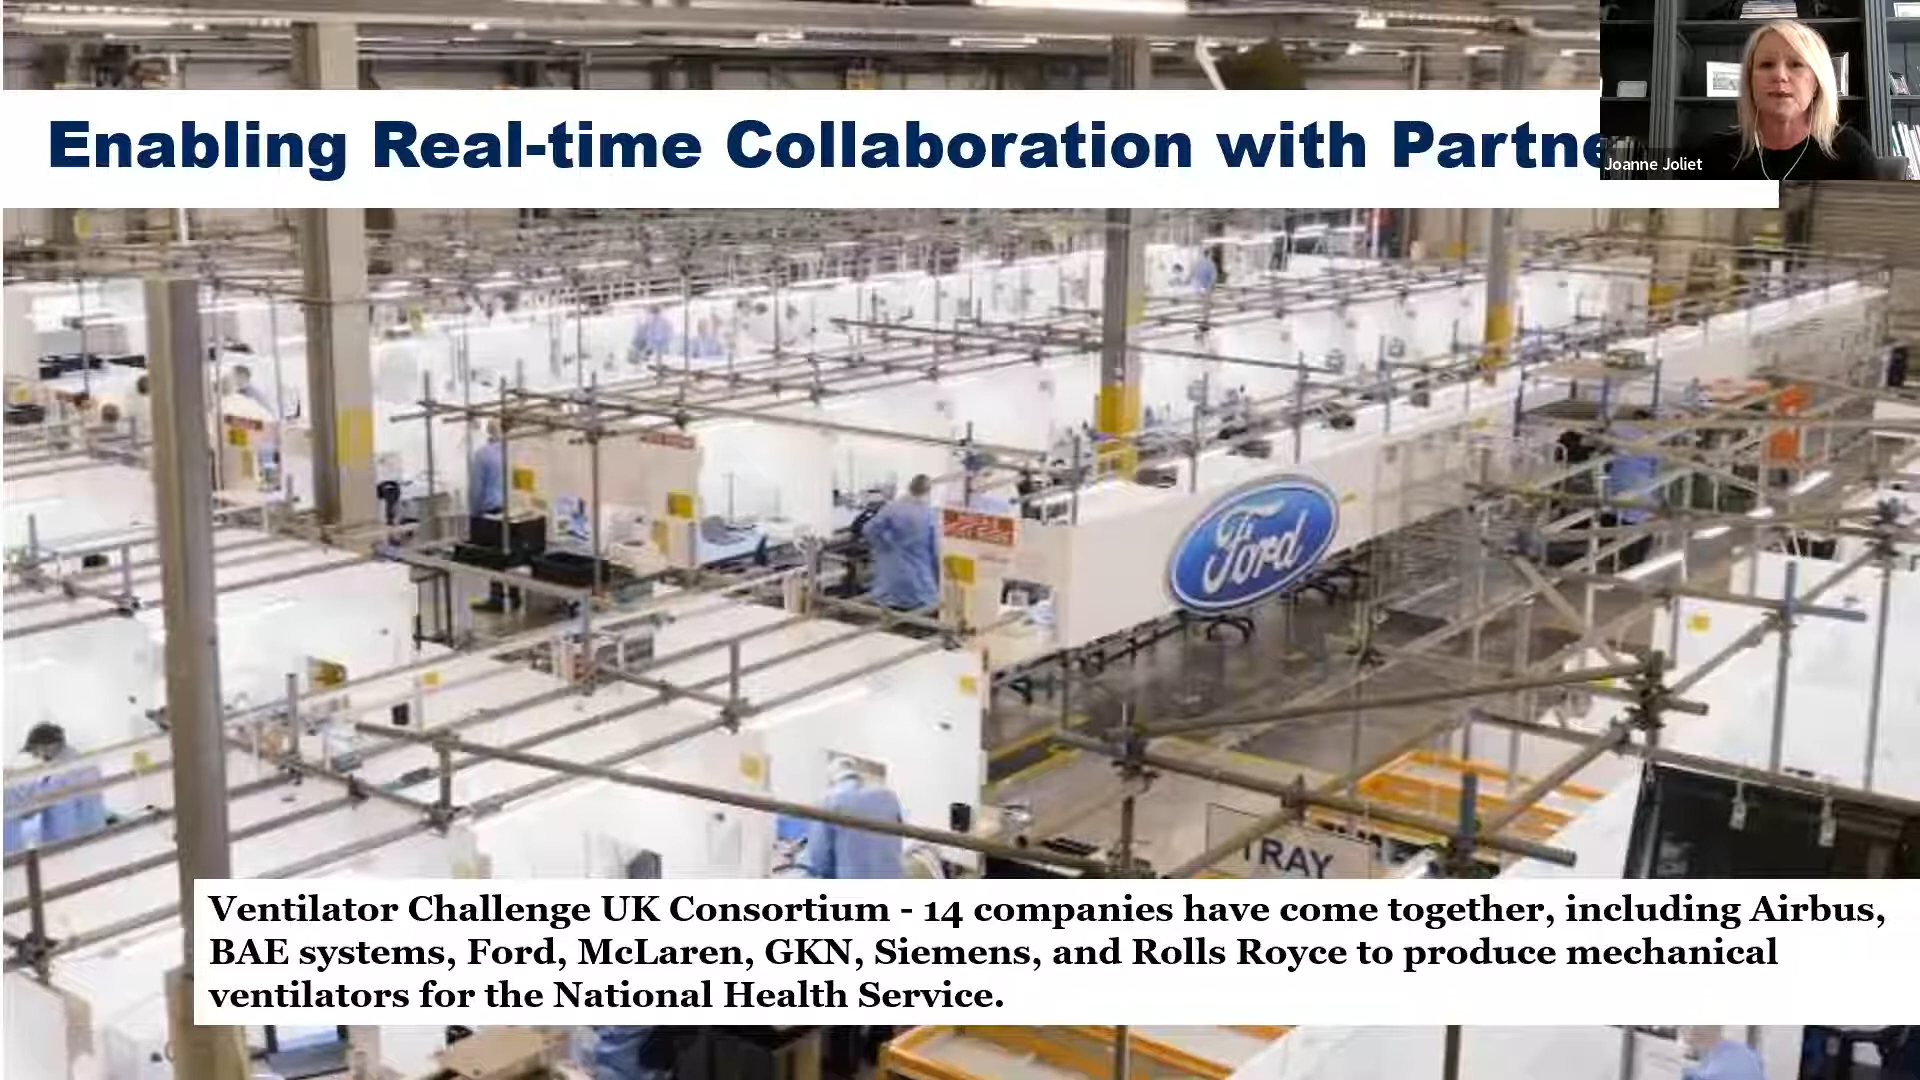 Enabling Real-time Collaboration with Partne
Joanne Joliet
Ford
TRAY
Ventilator Challenge UK Consortium - 14 companies have come together, including Airbus,
BAE systems, Ford, McLaren, GKN, Siemens, and Rolls Royce to produce mechanical
ventilators for the National Health Service.